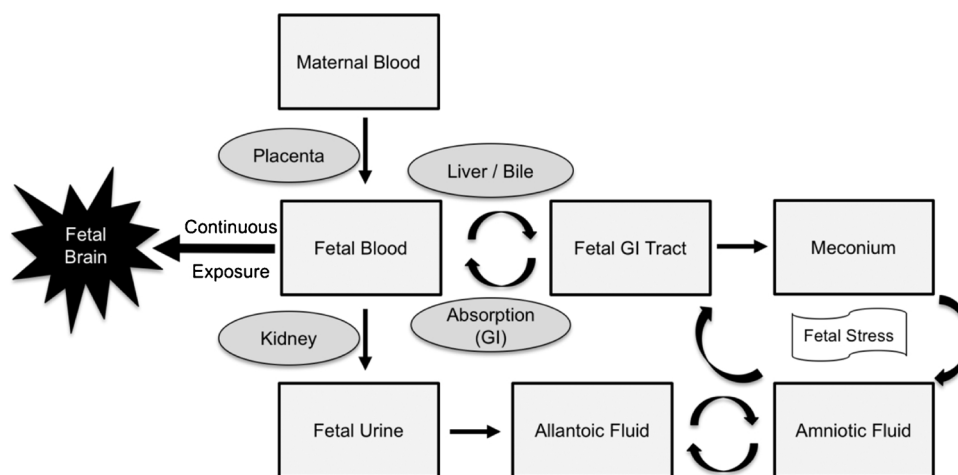 Maternal Blood
Placenta
Liver / Bile
Fetal
Brain
Continuous
Exposure
Fetal Blood
Fetal GI Tract
Meconium
Kidney
Absorption
(GI)
Fetal Stress
Fetal Urine
Allantoic Fluid
Amniotic Fluid